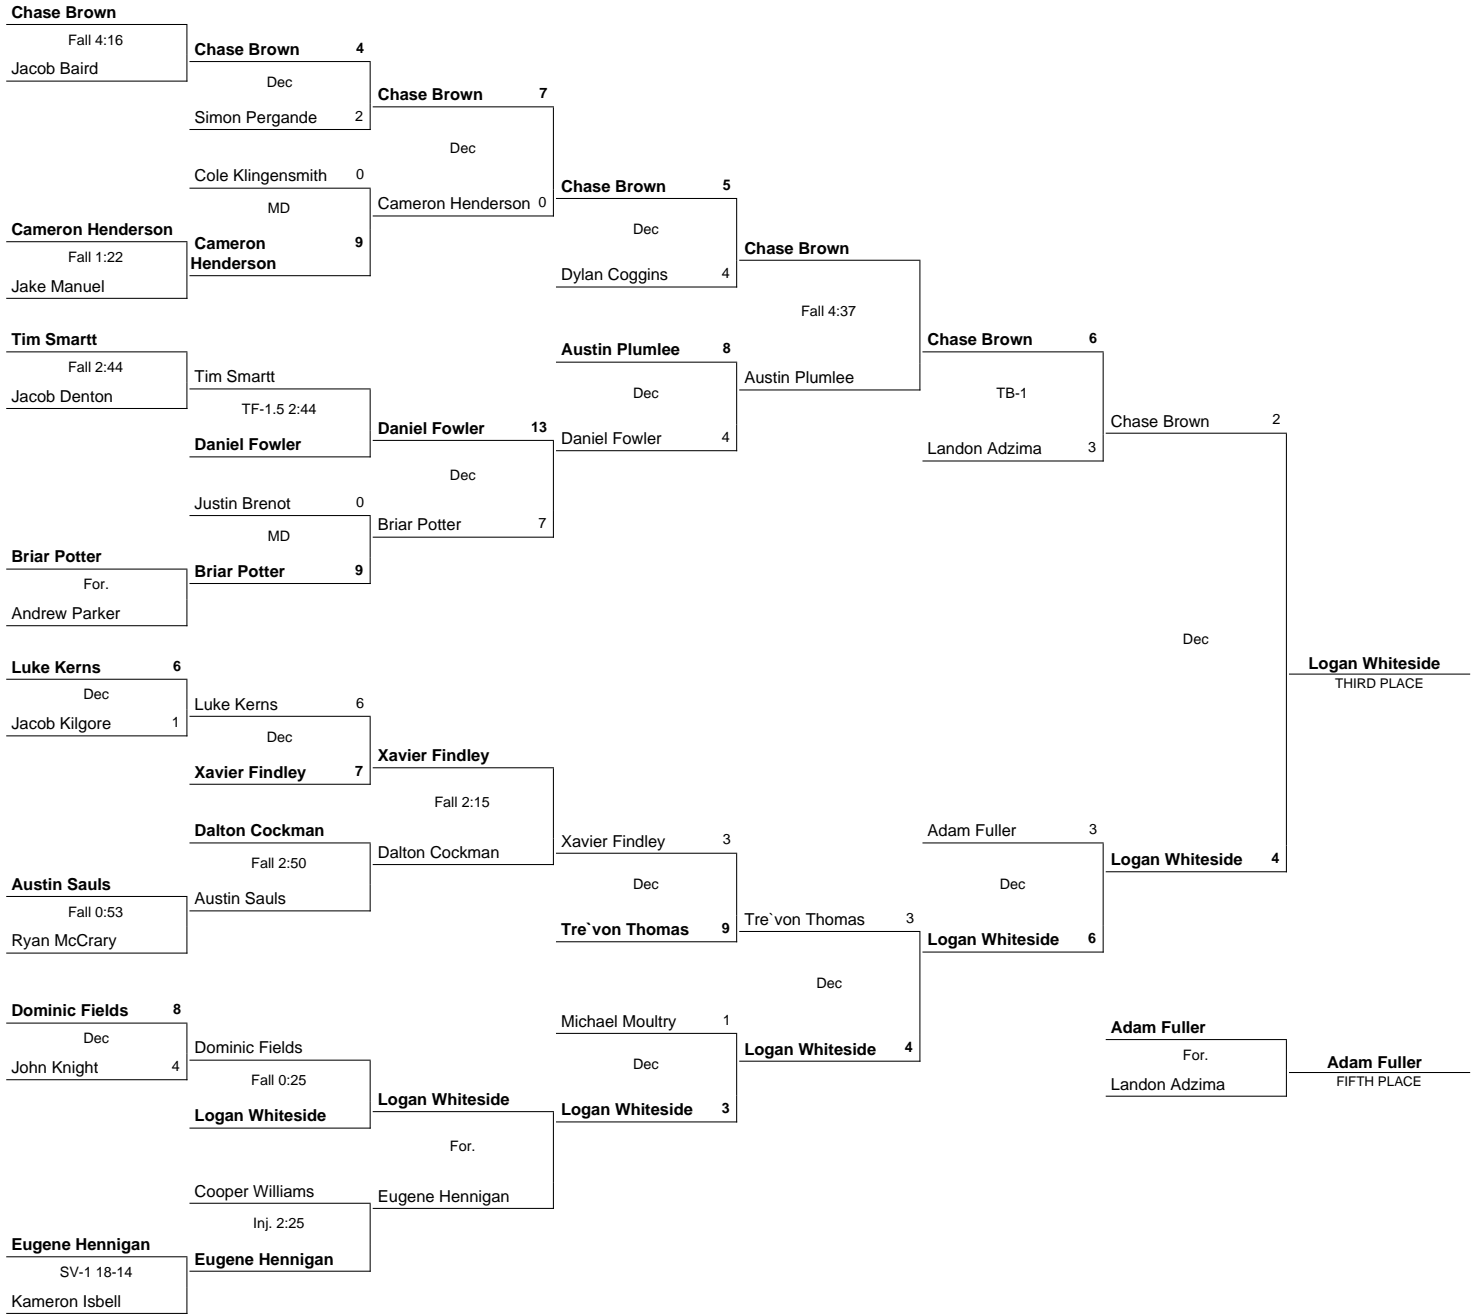 Chase Brown
Fall 4:16
Jacob Baird
Chase Brown 4
Dec
Simon Pergande 2
Chase Brown 7
Dec
Cameron Henderson 0
Cole Klingensmith 0
MD
Cameron 9
Henderson
Cameron Henderson
Fall 1:22
Jake Manuel
Chase Brown 5
Dec
Dylan Coggins 4
Chase Brown
Fall 4:37
Austin Plumlee
Tim Smartt
Fall 2:44
Jacob Denton
Tim Smartt
TF-1.5 2:44
Daniel Fowler
Daniel Fowler 13
Dec
Briar Potter 7
Austin Plumlee 8
Dec
Daniel Fowler 4
Justin Brenot 0
MD
Briar Potter 9
Briar Potter
For.
Andrew Parker
Chase Brown 6
TB-1
Landon Adzima 3
Chase Brown 2
Dec
Logan Whiteside 4
Logan Whiteside
THIRD PLACE
Luke Kerns 6
Dec
Jacob Kilgore 1
Luke Kerns 6
Dec
Xavier Findley 7
Xavier Findley
Fall 2:15
Dalton Cockman
Dalton Cockman
Fall 2:50
Austin Sauls
Austin Sauls
Fall 0:53
Ryan McCrary
Xavier Findley 3
Dec
Tre`von Thomas 9
Tre`von Thomas 3
Dec
Logan Whiteside 4
Adam Fuller 3
Dec
Logan Whiteside 6
Dominic Fields 8
Dec
John Knight 4
Dominic Fields
Fall 0:25
Logan Whiteside
Logan Whiteside
For.
Eugene Hennigan
Michael Moultry 1
Dec
Logan Whiteside 3
Cooper Williams
Inj. 2:25
Eugene Hennigan
Eugene Hennigan
SV-1 18-14
Kameron Isbell
Adam Fuller
For.
Landon Adzima
Adam Fuller
FIFTH PLACE